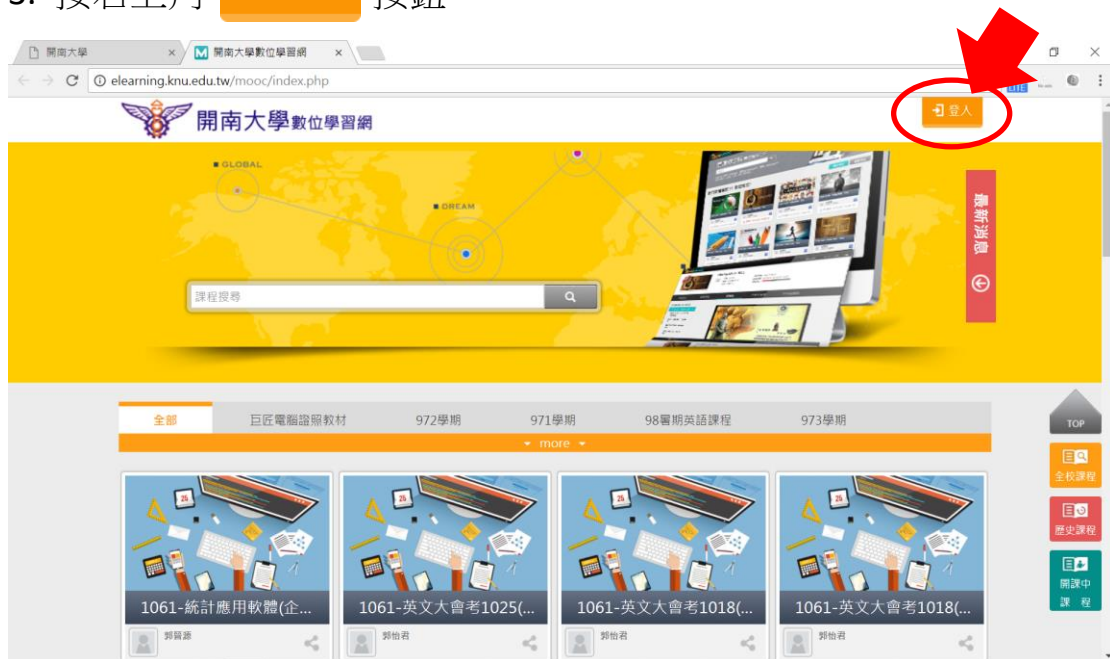 3. 按右上角 按鈕
開南大學
開南大學數位學習網
elearning.knu.edu.tw/mooc/index.php
LITE
開南大學數位學習網
登入
GLOBAL
DREAM
最新消息
課程搜尋
全部 巨匠電腦證照教材 972學期 971學期 98暑期英語課程 973學期
more
TOP
全校課程
歷史課程
開課中
課 程
1061-統計應用軟體(企... 1061-英文大會考1025(... 1061-英文大會考1018(... 1061-英文大會考1018(...
郭怡君 郭怡君 郭怡君